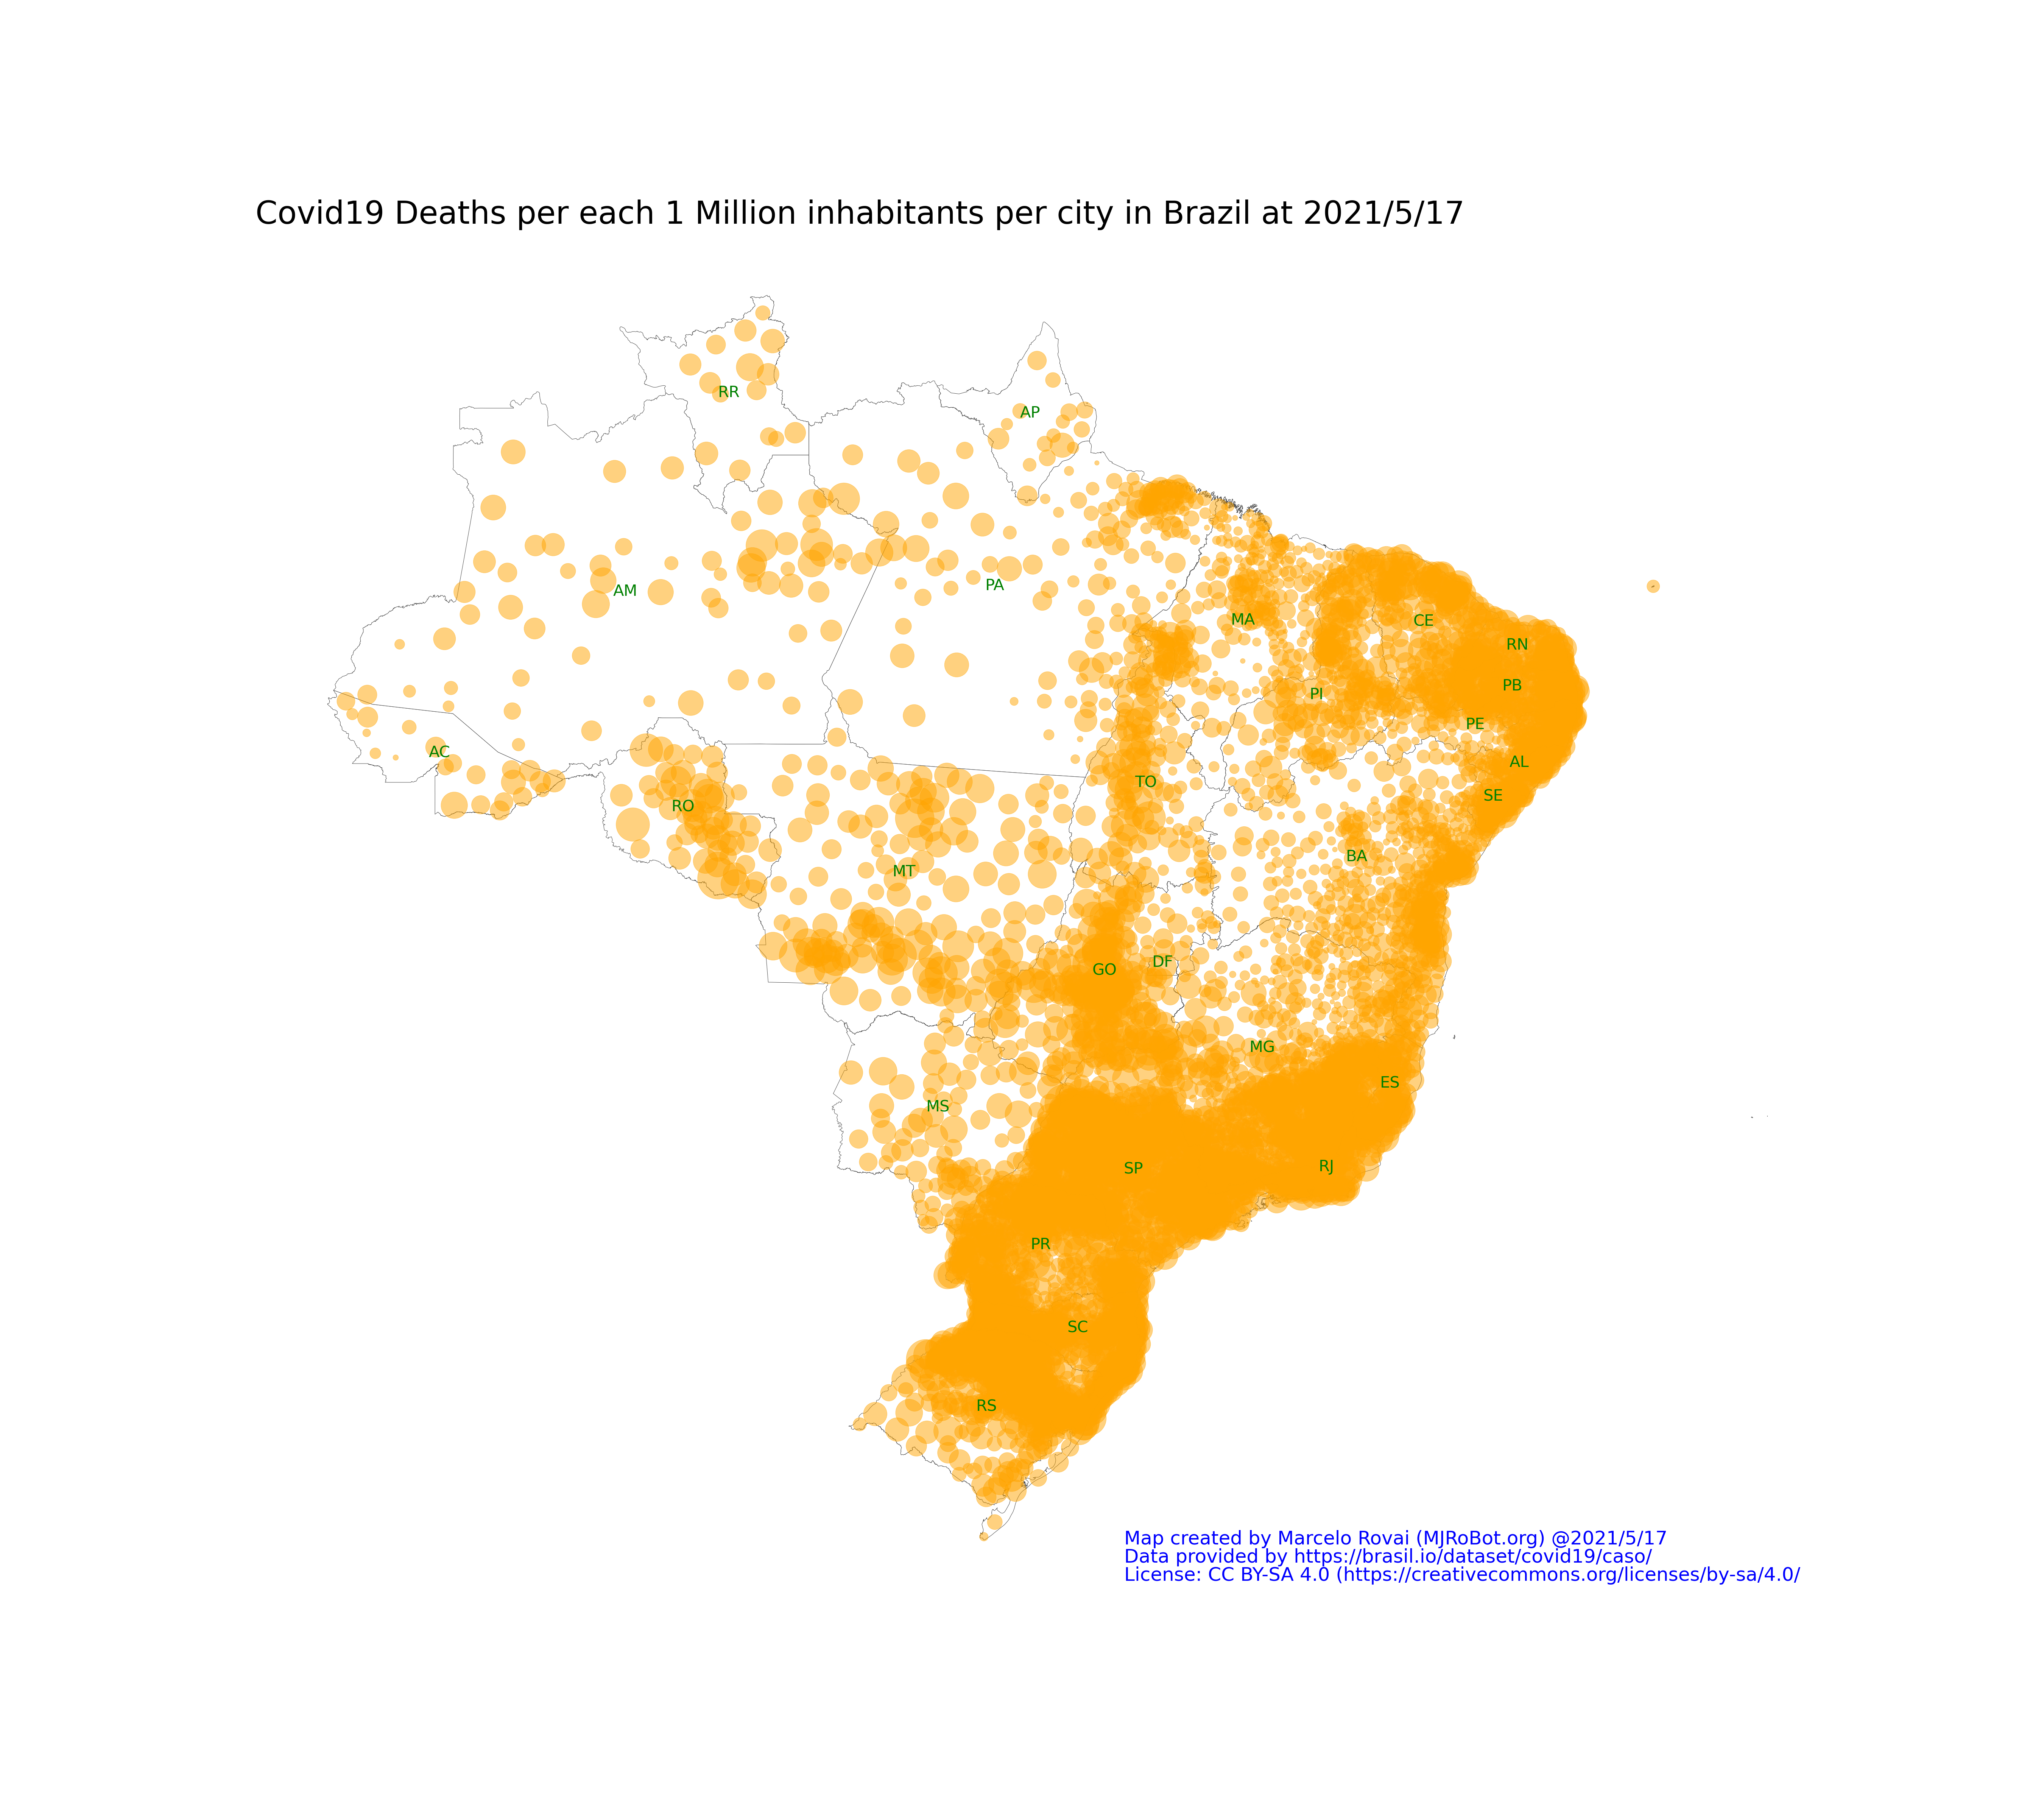 Covid19 Deaths per each 1 Million inhabitants per city in Brazil at 2021/5/17
RR
AP
AM
PA
MA
CE
RN
PB
PI
PE
AC
AL
TO
SE
RO
BA
MT
DF
GO
MG
ES
MS
RJ
SP
PR
SC
RS
Map created by Marcelo Rovai (MJRoBot.org) @2021/5/17
Data provided by https://brasil.io/dataset/covid19/caso/
License: CC BY-SA 4.0 (https://creativecommons.org/licenses/by-sa/4.0/